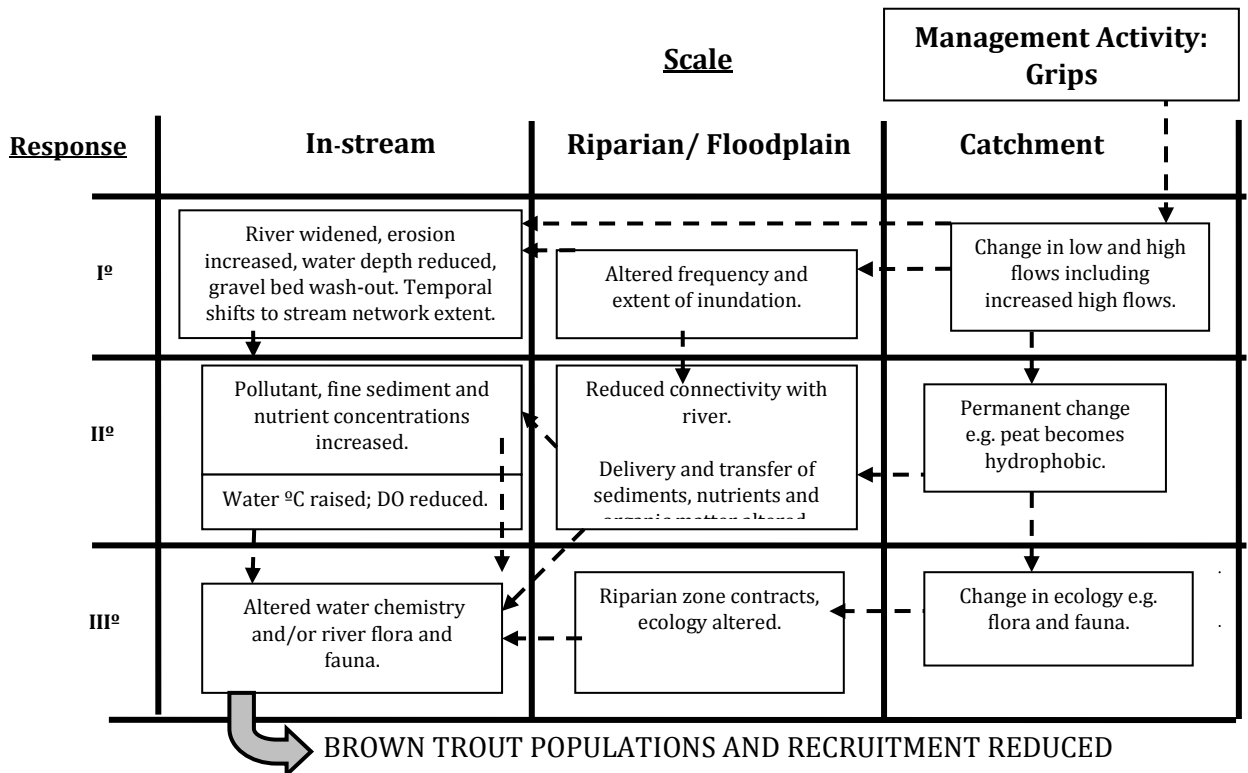 Management Activity:
Grips
Scale
Response
In-stream
Riparian/ Floodplain
Catchment
Iº
River widened, erosion
increased, water depth reduced,
gravel bed wash-out. Temporal
shifts to stream network extent.
Altered frequency and
extent of inundation.
Change in low and high
flows including
increased high flows.
IIº
Pollutant, fine sediment and
nutrient concentrations
increased.
Water ºC raised; DO reduced.
Reduced connectivity with
river.
Delivery and transfer of
sediments, nutrients and
organic matter altered
Permanent change
e.g. peat becomes
hydrophobic.
IIIº
Altered water chemistry
and/or river flora and
fauna.
Riparian zone contracts,
ecology altered.
Change in ecology e.g.
flora and fauna.
BROWN TROUT POPULATIONS AND RECRUITMENT REDUCED